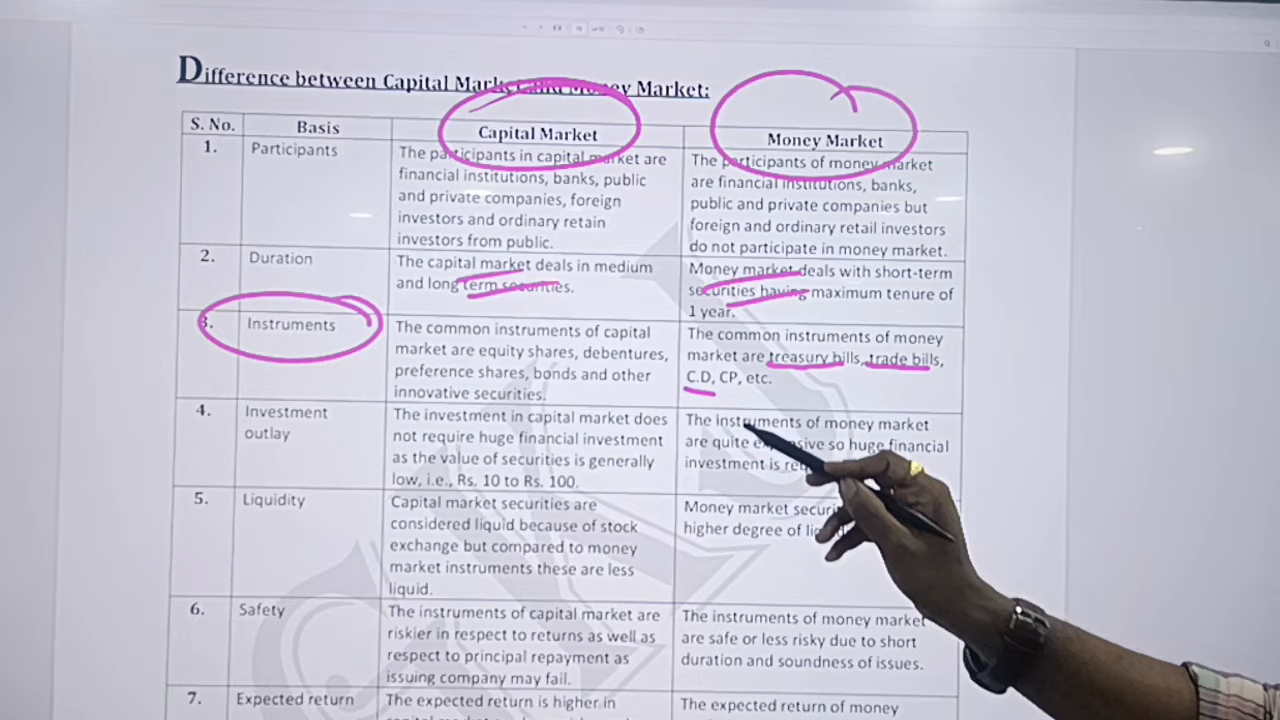 Difference between Capital Market and Money Market:
S. No. Basis Capital Market Money Market
1. Participants
The participants in capital market are
financial institutions, banks, public
and private companies, foreign
investors and ordinary retain
investors from public.
The participants of money market
are financial institutions, banks,
public and private companies but
foreign and ordinary retail investors
do not participate in money market.
2. Duration
The capital market deals in medium
and long term securities.
Money market deals with short-term
securities having maximum tenure of
1 year.
3. Instruments
The common instruments of capital
market are equity shares, debentures,
preference shares, bonds and other
innovative securities.
The common instruments of money
market are treasury bills, trade bills,
C.D, CP, etc.
4. Investment
outlay
The investment in capital market does
not require huge financial investment
as the value of securities is generally
low, i.e., Rs. 10 to Rs. 100.
The instruments of money market
are quite expensive so huge financial
investment is
5. Liquidity
Capital market securities are
considered liquid because of stock
exchange but compared to money
market instruments these are less
liquid.
Money market
higher degree of
6. Safety
The instruments of capital market are
riskier in respect to returns as well as
respect to principal repayment as
issuing company may fail.
The instruments of money market
are safe or less risky due to short
duration and soundness of issues.
7. Expected return
The expected return is higher in
The expected return of money